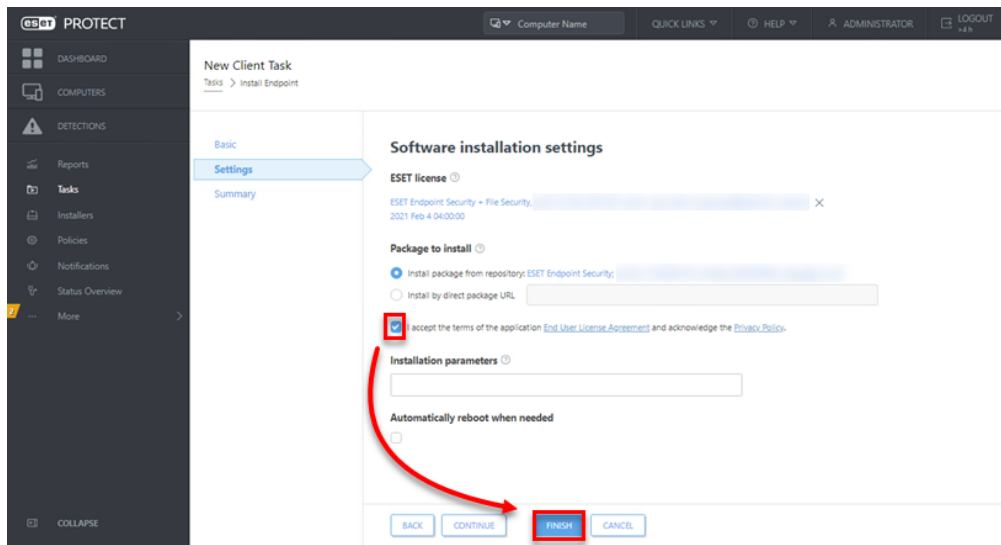 eset PROTECT
Computer Name
QUICK LINKS
HELP
ADMINISTRATOR
LOGOUT
>4 h
DASHBOARD
COMPUTERS
DETECTIONS
Reports
Tasks
Installers
Policies
Notifications
Status Overview
2
More
COLLAPSE
New Client Task
Tasks > Install Endpoint
Basic
Settings
Summary
Software installation settings
ESET license
ESET Endpoint Security + File Security,
2021 Feb 4 04:00:00
Package to install
Install package from repository: ESET Endpoint Security;
Install by direct package URL
I accept the terms of the application End User License Agreement and acknowledge the Privacy Policy.
Installation parameters
Automatically reboot when needed
BACK
CONTINUE
FINISH
CANCEL